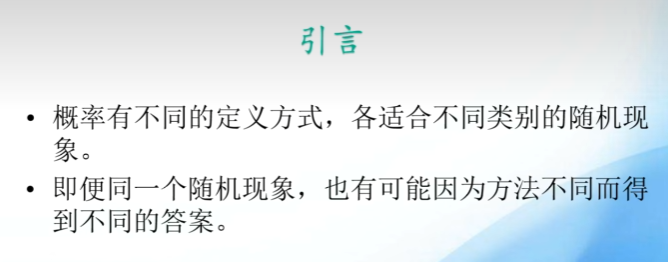 引言
• 概率有不同的定义方式，各适合不同类别的随机现
象。
• 即便同一个随机现象，也有可能因为方法不同而得
到不同的答案。